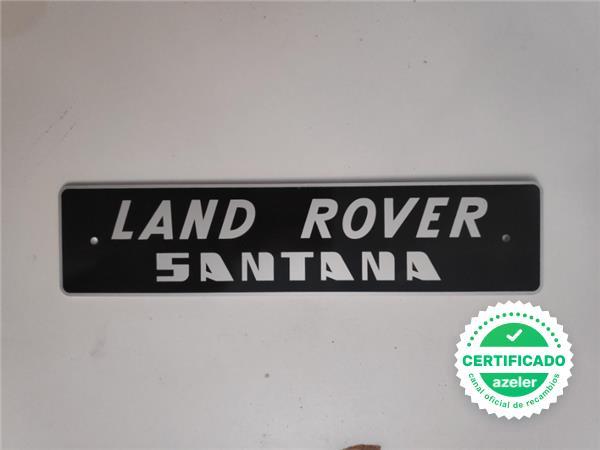 LAND ROVER
SANTANA
CERTIFICADO
azeler
canal oficial de recambios